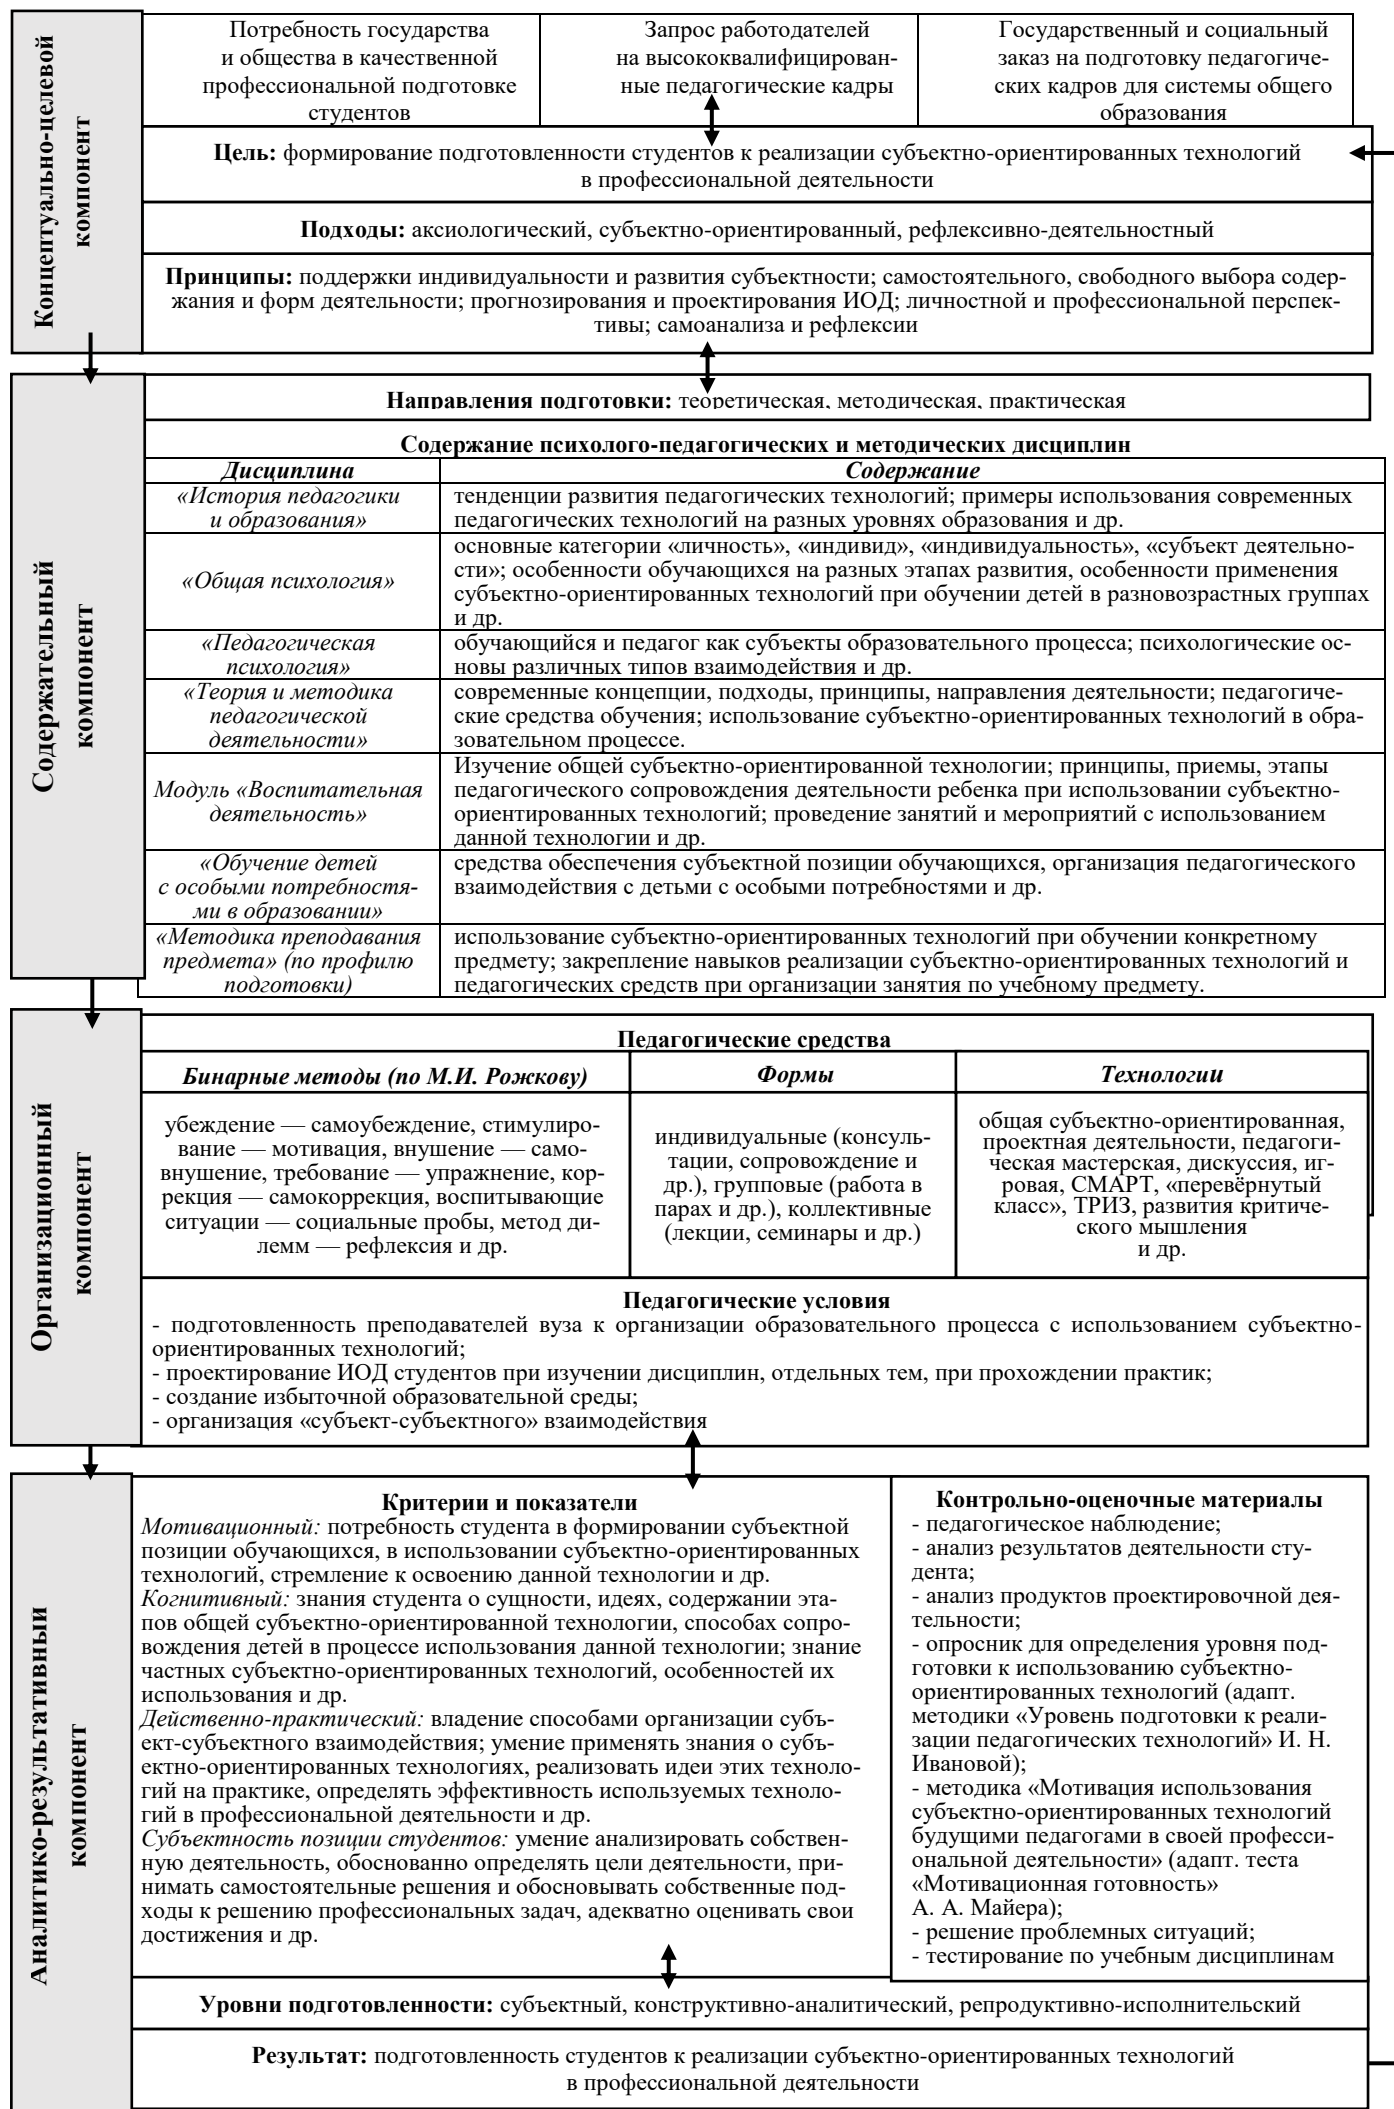 Концептуально-целевой
компонент
Потребность государства
и общества в качественной
профессиональной подготовке
студентов
Запрос работодателей
на высококвалифицирован-
ные педагогические кадры
Государственный и социальный
заказ на подготовку педагогиче-
ских кадров для системы общего
образования
Цель: формирование подготовленности студентов к реализации субъектно-ориентированных технологий
в профессиональной деятельности
Подходы: аксиологический, субъектно-ориентированный, рефлексивно-деятельностный
Принципы: поддержки индивидуальности и развития субъектности; самостоятельного, свободного выбора содер-
жания и форм деятельности; прогнозирования и проектирования ИОД; личностной и профессиональной перспек-
тивы; самоанализа и рефлексии
Содержательный
компонент
Направления подготовки: теоретическая, методическая, практическая
Содержание психолого-педагогических и методических дисциплин
Дисциплина
Содержание
«История педагогики
и образования»
тенденции развития педагогических технологий; примеры использования современных
педагогических технологий на разных уровнях образования и др.
«Общая психология»
основные категории «личность», «индивид», «индивидуальность», «субъект деятельно-
сти»; особенности обучающихся на разных этапах развития, особенности применения
субъектно-ориентированных технологий при обучении детей в разновозрастных группах
и др.
«Педагогическая
психология»
обучающийся и педагог как субъекты образовательного процесса; психологические ос-
новы различных типов взаимодействия и др.
«Теория и методика
педагогической
деятельности»
современные концепции, подходы, принципы, направления деятельности; педагогиче-
ские средства обучения; использование субъектно-ориентированных технологий в обра-
зовательном процессе.
Модуль «Воспитательная
деятельность»
Изучение общей субъектно-ориентированной технологии; принципы, приемы, этапы
педагогического сопровождения деятельности ребенка при использовании субъектно-
ориентированных технологий; проведение занятий и мероприятий с использованием
данной технологии и др.
«Обучение детей
с особыми потребностя-
ми в образовании»
средства обеспечения субъектной позиции обучающихся, организация педагогического
взаимодействия с детьми с особыми потребностями и др.
«Методика преподавания
предмета» (по профилю
подготовки)
использование субъектно-ориентированных технологий при обучении конкретному
предмету; закрепление навыков реализации субъектно-ориентированных технологий и
педагогических средств при организации занятия по учебному предмету.
Организационный
компонент
Педагогические средства
Бинарные методы (по М.И. Рожкову)
Формы
Технологии
убеждение — самоубеждение, стимулиро-
вание — мотивация, внушение — само-
внушение, требование — упражнение, кор-
рекция — самокоррекция, воспитывающие
ситуации — социальные пробы, метод ди-
лемм — рефлексия и др.
индивидуальные (консуль-
тации, сопровождение и
др.), групповые (работа в
парах и др.), коллективные
(лекции, семинары и др.)
общая субъектно-ориентированная,
проектная деятельности, педагоги-
ческая мастерская, дискуссия, иг-
ровая, СМАРТ, «перевёрнутый
класс», ТРИЗ, развития критиче-
ского мышления
и др.
Педагогические условия
- подготовленность преподавателей вуза к организации образовательного процесса с использованием субъектно-
ориентированных технологий;
- проектирование ИОД студентов при изучении дисциплин, отдельных тем, при прохождении практик;
- создание избыточной образовательной среды;
- организация «субъект-субъектного» взаимодействия
Аналитико-результативный
компонент
Критерии и показатели
Мотивационный: потребность студента в формировании субъектной
позиции обучающихся, в использовании субъектно-ориентированных
технологий, стремление к освоению данной технологии и др.
Когнитивный: знания студента о сущности, идеях, содержании эта-
пов общей субъектно-ориентированной технологии, способах сопро-
вождения детей в процессе использования данной технологии; знание
частных субъектно-ориентированных технологий, особенностей их
использования и др.
Действенно-практический: владение способами организации субъ-
ект-субъектного взаимодействия; умение применять знания о субъ-
ектно-ориентированных технологиях, реализовать идеи этих техноло-
гий на практике, определять эффективность используемых техноло-
гий в профессиональной деятельности и др.
Субъектность позиции студентов: умение анализировать собствен-
ную деятельность, обоснованно определять цели деятельности, при-
нимать самостоятельные решения и обосновывать собственные под-
ходы к решению профессиональных задач, адекватно оценивать свои
достижения и др.
Контрольно-оценочные материалы
- педагогическое наблюдение;
- анализ результатов деятельности сту-
дента;
- анализ продуктов проектировочной дея-
тельности;
- опросник для определения уровня под-
готовки к использованию субъектно-
ориентированных технологий (адапт.
методики «Уровень подготовки к реали-
зации педагогических технологий» И. Н.
Ивановой);
- методика «Мотивация использования
субъектно-ориентированных технологий
будущими педагогами в своей професси-
ональной деятельности» (адапт. теста
«Мотивационная готовность»
А. А. Майера);
- решение проблемных ситуаций;
- тестирование по учебным дисциплинам
Уровни подготовленности: субъектный, конструктивно-аналитический, репродуктивно-исполнительский
Результат: подготовленность студентов к реализации субъектно-ориентированных технологий
в профессиональной деятельности